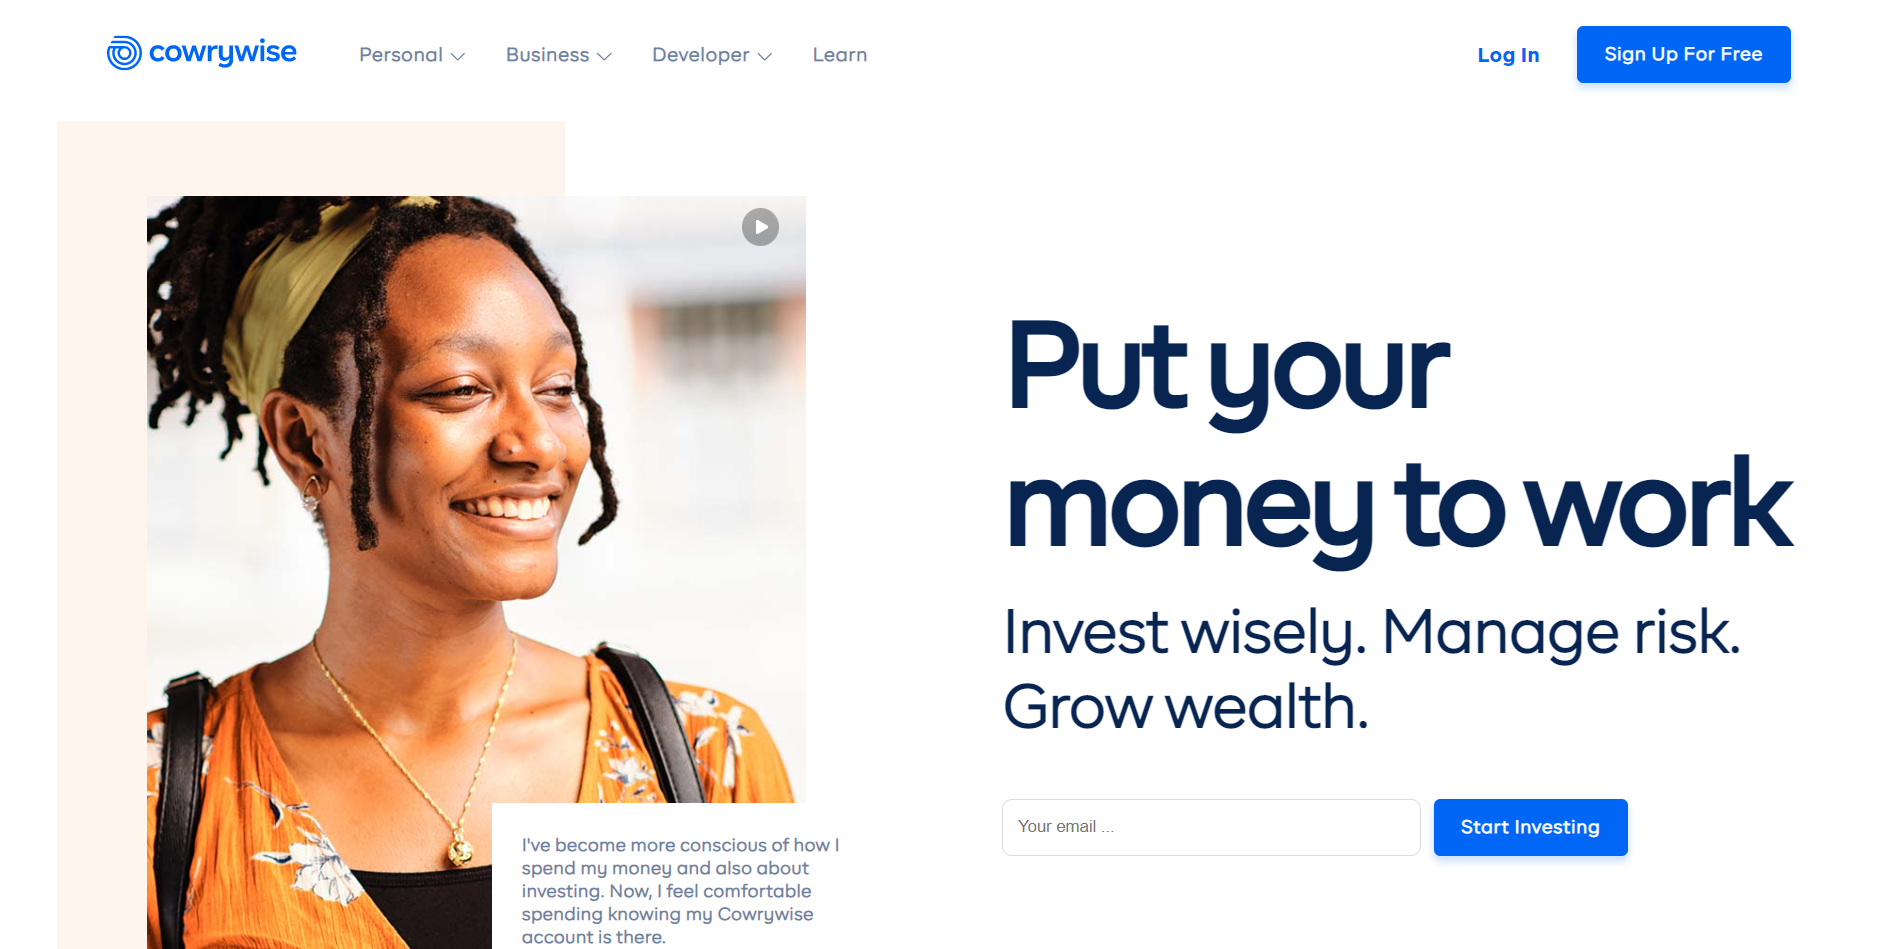 cowrywise
Personal
Business
Developer
Learn
Log In
Sign Up For Free
Put your
money to work
Invest wisely. Manage risk.
Grow wealth.
Your email ...
Start Investing
I've become more conscious of how I
spend my money and also about
investing. Now, I feel comfortable
spending knowing my Cowrywise
account is there.